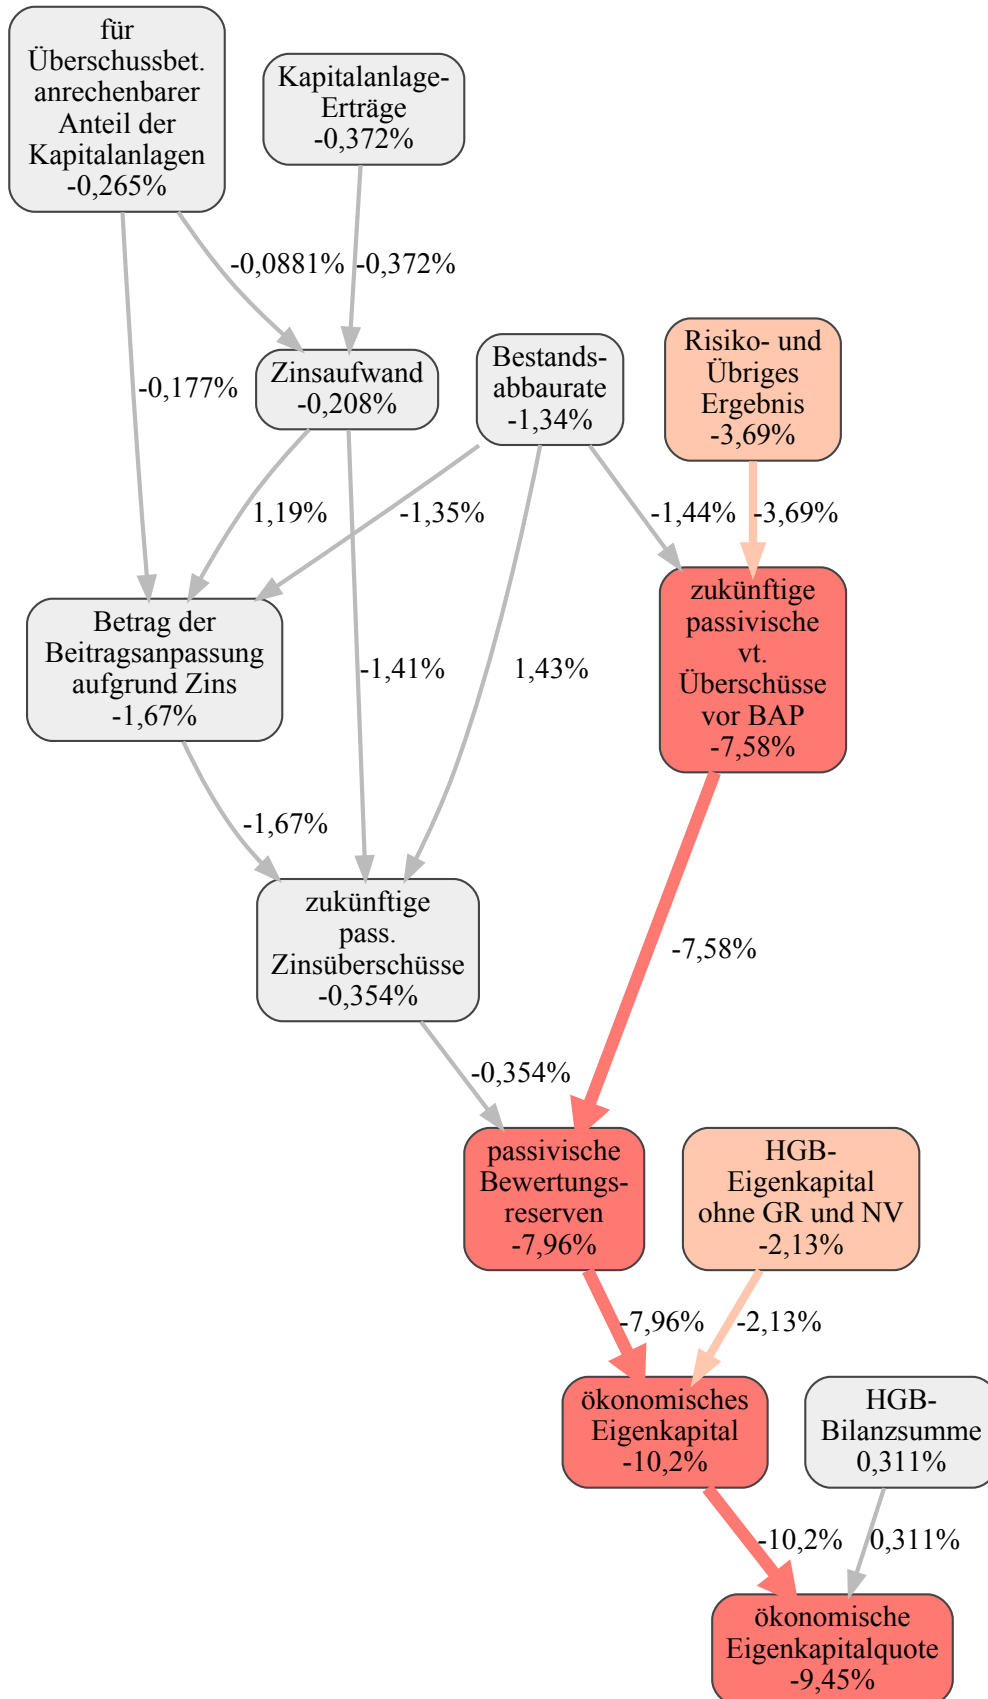 für
Überschussbet.
anrechenbarer
Anteil der
Kapitalanlagen
-0,265%
Kapitalanlage-
Erträge
-0,372%
-0,0881%
-0,372%
-0,177%
Zinsaufwand
-0,208%
Bestands-
abbaurate
-1,34%
Risiko- und
Übriges
Ergebnis
-3,69%
1,19%
-1,35%
-1,44%
-3,69%
Betrag der
Beitragsanpassung
aufgrund Zins
-1,67%
-1,41%
1,43%
zukünftige
passivische
vt.
Überschüsse
vor BAP
-7,58%
-1,67%
zukünftige
pass.
Zinsüberschüsse
-0,354%
-7,58%
-0,354%
passivische
Bewertungs-
reserven
-7,96%
HGB-
Eigenkapital
ohne GR und NV
-2,13%
-7,96%
-2,13%
ökonomisches
Eigenkapital
-10,2%
HGB-
Bilanzsumme
0,311%
-10,2%
0,311%
ökonomische
Eigenkapitalquote
-9,45%